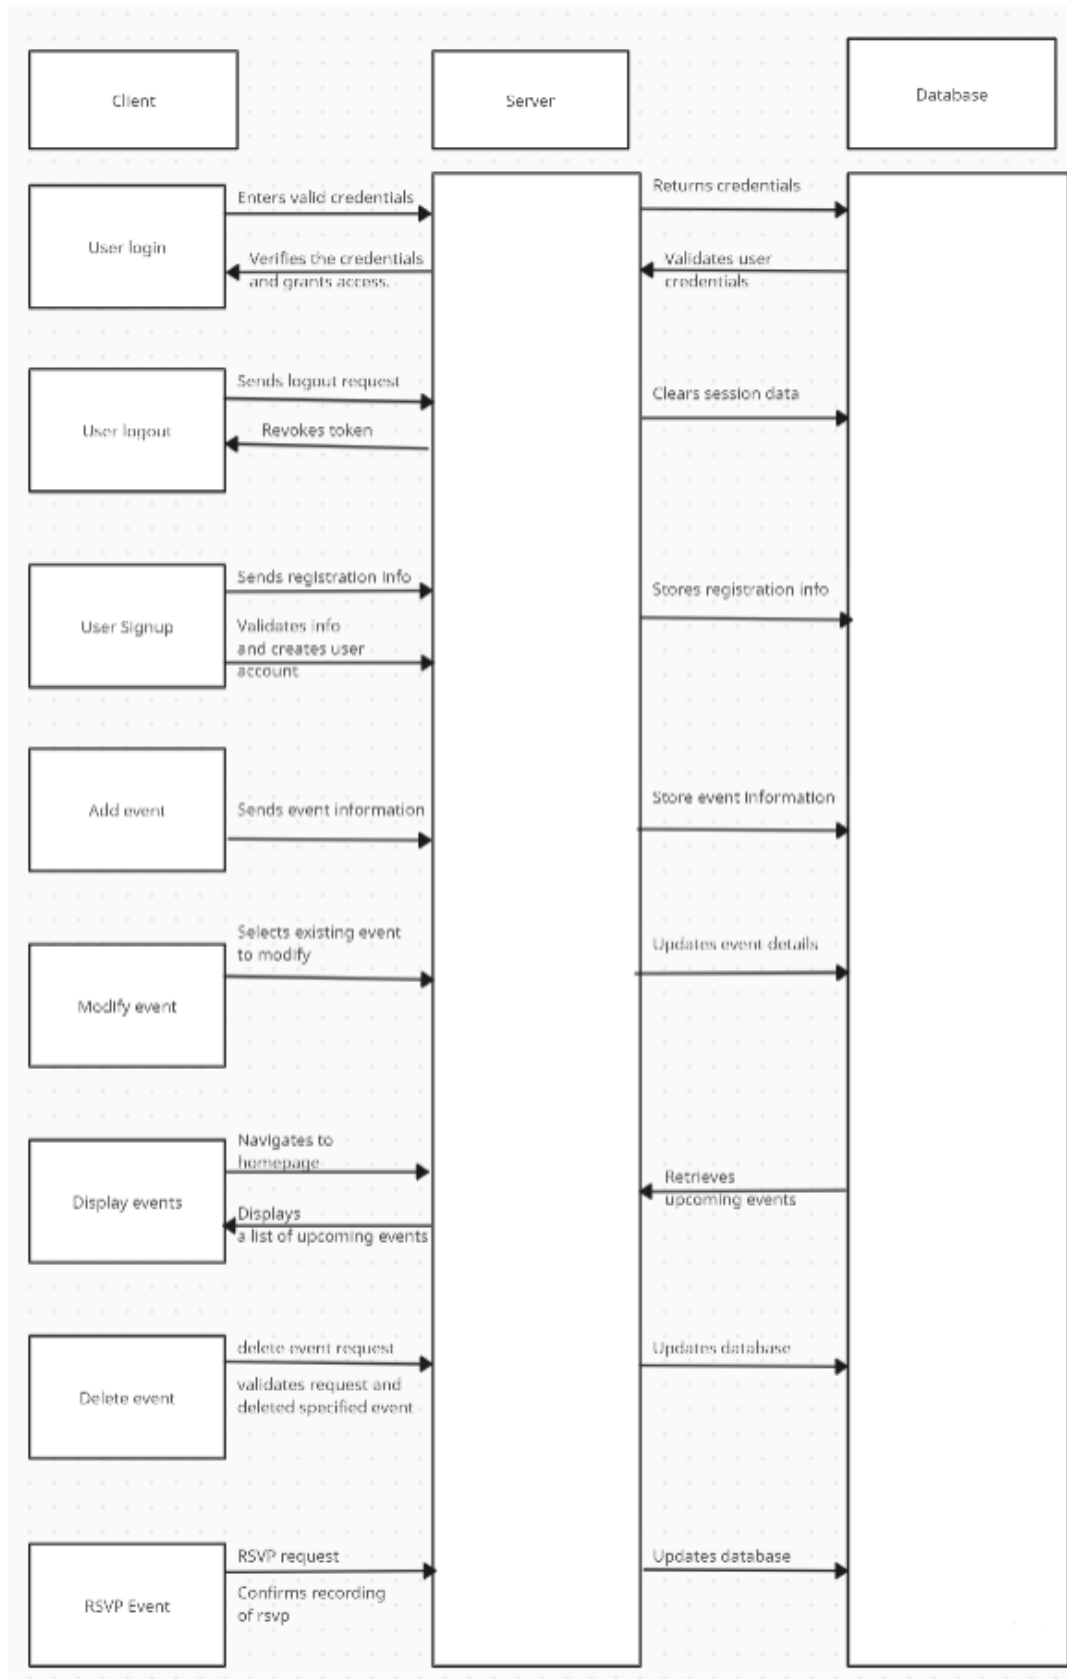 Client
Server
Database
User login
Enters valid credentials
Verifies the credentials
and grants access.
Returns credentials
Validates user
credentials
User logout
Sends logout request
Revokes token
Clears session data
User Signup
Sends registration info
Validates info
and creates user
account
Stores registration info
Add event
Sends event information
Store event information
Modify event
Selects existing event
to modify
Updates event details
Display events
Navigates to
homepage
Displays
a list of upcoming events
Retrieves
upcoming events
Delete event
delete event request
validates request and
deleted specified event
Updates database
RSVP Event
RSVP request
Confirms recording
of rsvp
Updates database